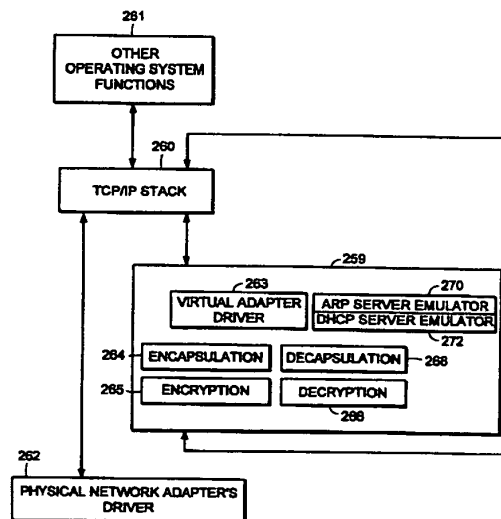 261
OTHER
OPERATING SYSTEM
FUNCTIONS
260
TCP/IP STACK
259
263
VIRTUAL ADAPTER
DRIVER
270
ARP SERVER EMULATOR
DHCP SERVER EMULATOR
272
264
ENCAPSULATION
DECAPSULATION
266
265
ENCRYPTION
DECRYPTION
268
262
PHYSICAL NETWORK ADAPTER'S
DRIVER